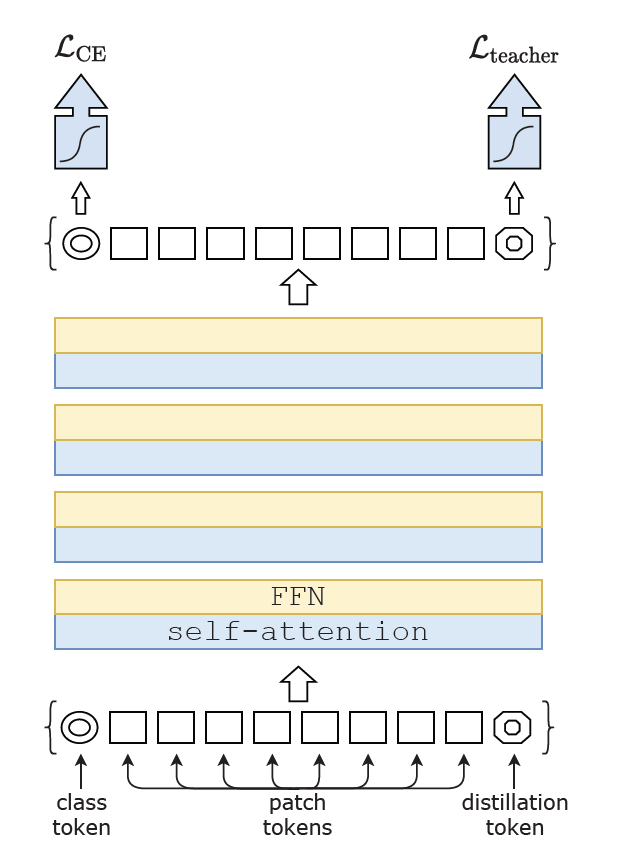 ℒCE
ℒteacher
FFN
self-attention
class
token
patch
tokens
distillation
token